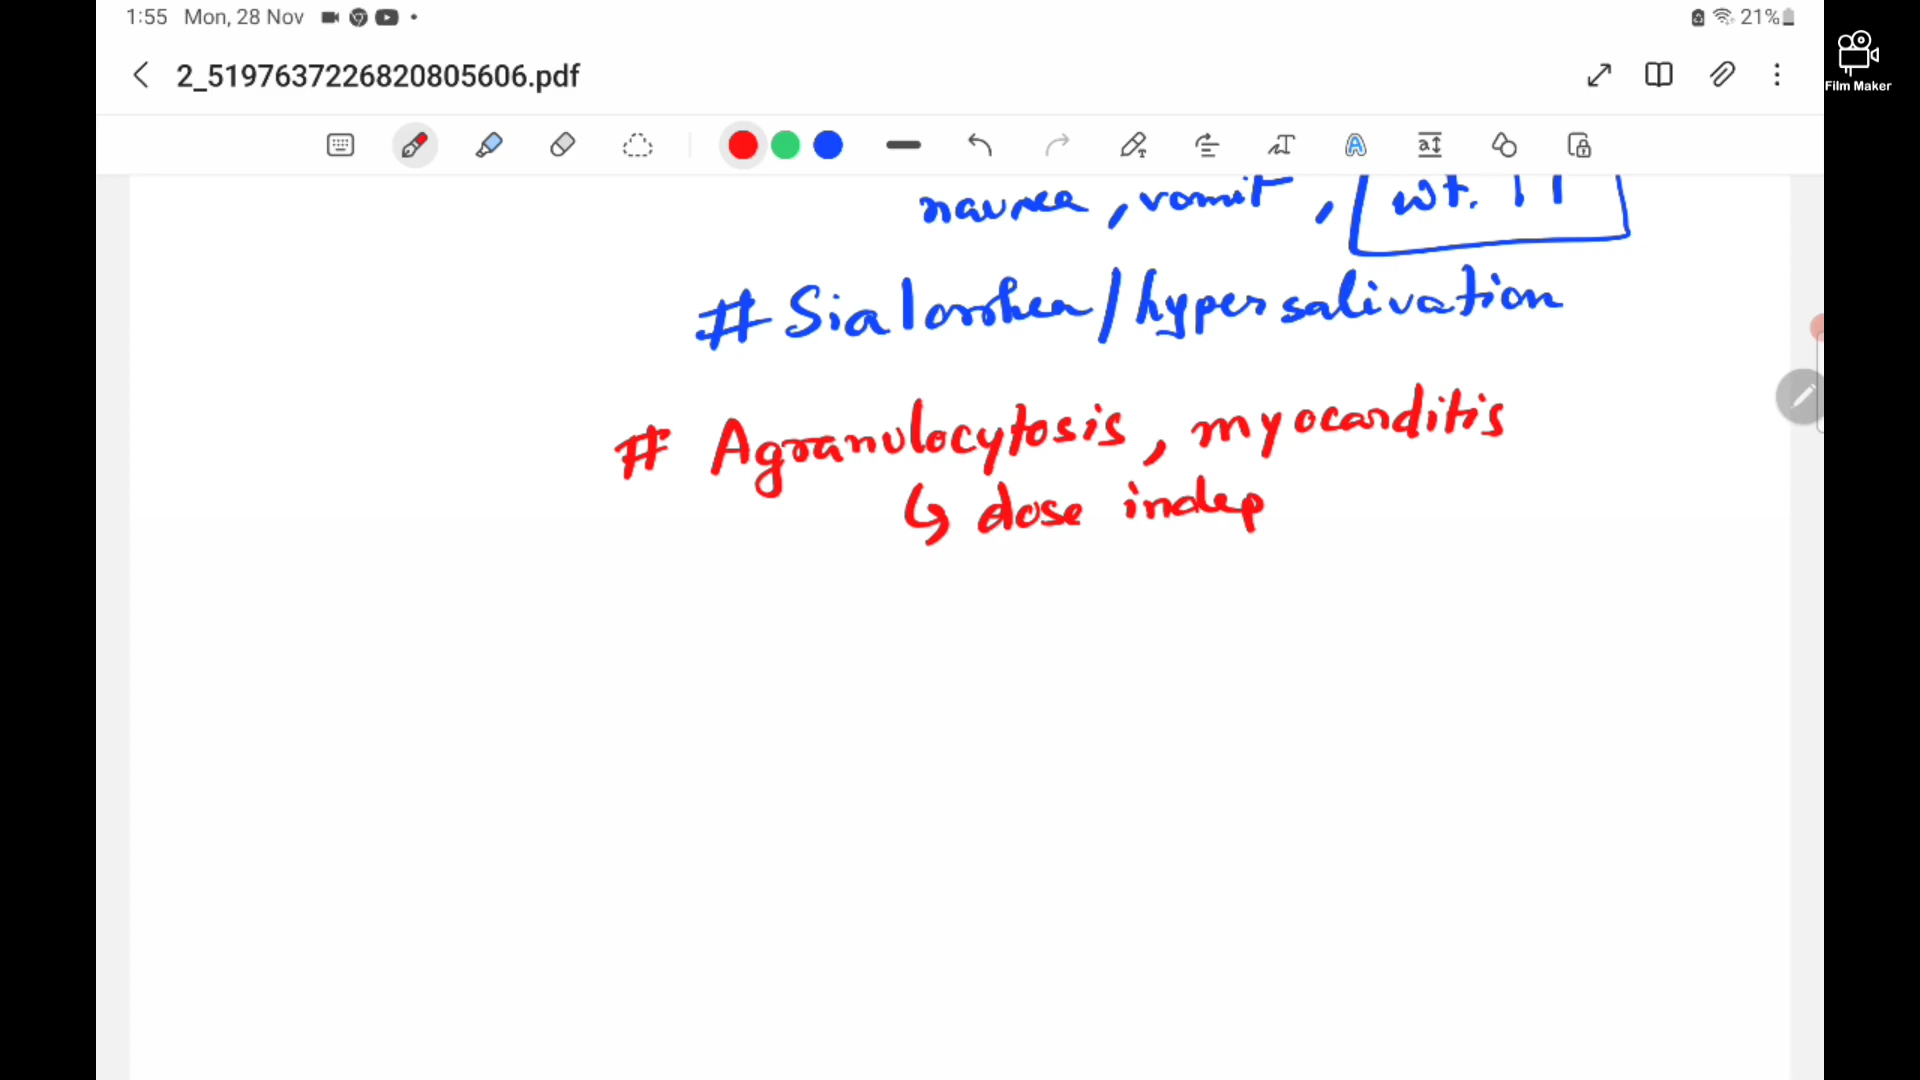 1:55 Mon, 28 Nov 21%
Film Maker
2_5197637226820805606.pdf
nausea, vomit, wt. ↑↑
# Sialorrhea/hypersalivation
# Agranulocytosis, myocarditis
↳ dose indep